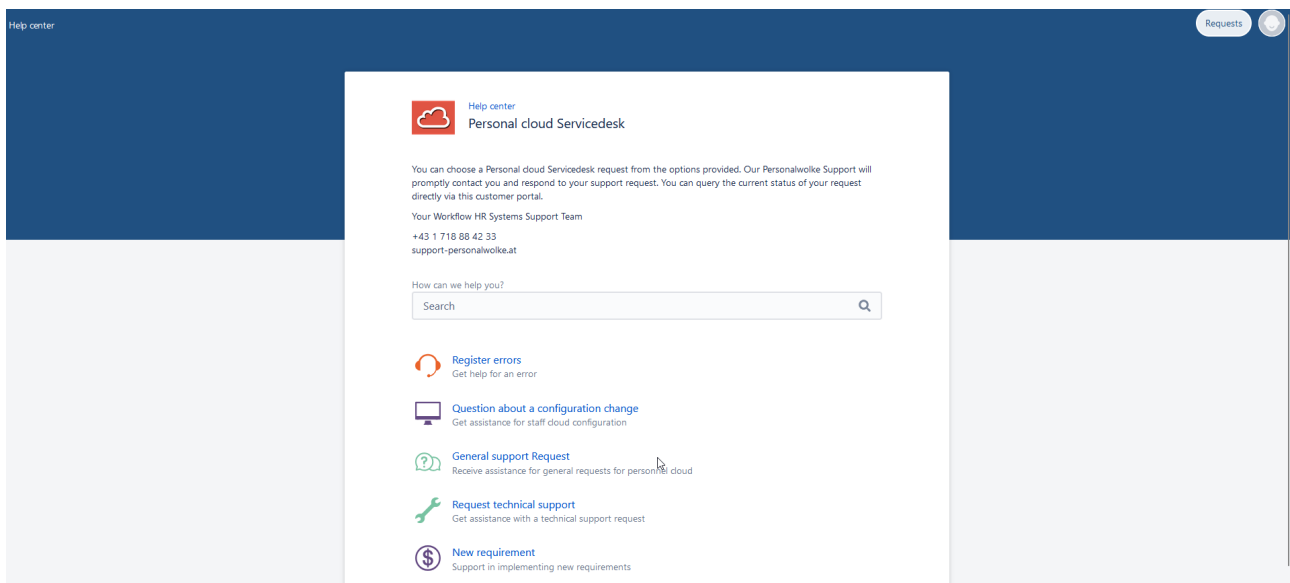 Help center
Requests
Help center
Personal cloud Servicedesk
You can choose a Personal cloud Servicedesk request from the options provided. Our Personalwolke Support will
promptly contact you and respond to your support request. You can query the current status of your request
directly via this customer portal.
Your Workflow HR Systems Support Team
+43 1 718 88 42 33
support-personalwolke.at
How can we help you?
Search
Register errors
Get help for an error
Question about a configuration change
Get assistance for staff cloud configuration
General support Request
Receive assistance for general requests for personnel cloud
Request technical support
Get assistance with a technical support request
New requirement
Support in implementing new requirements